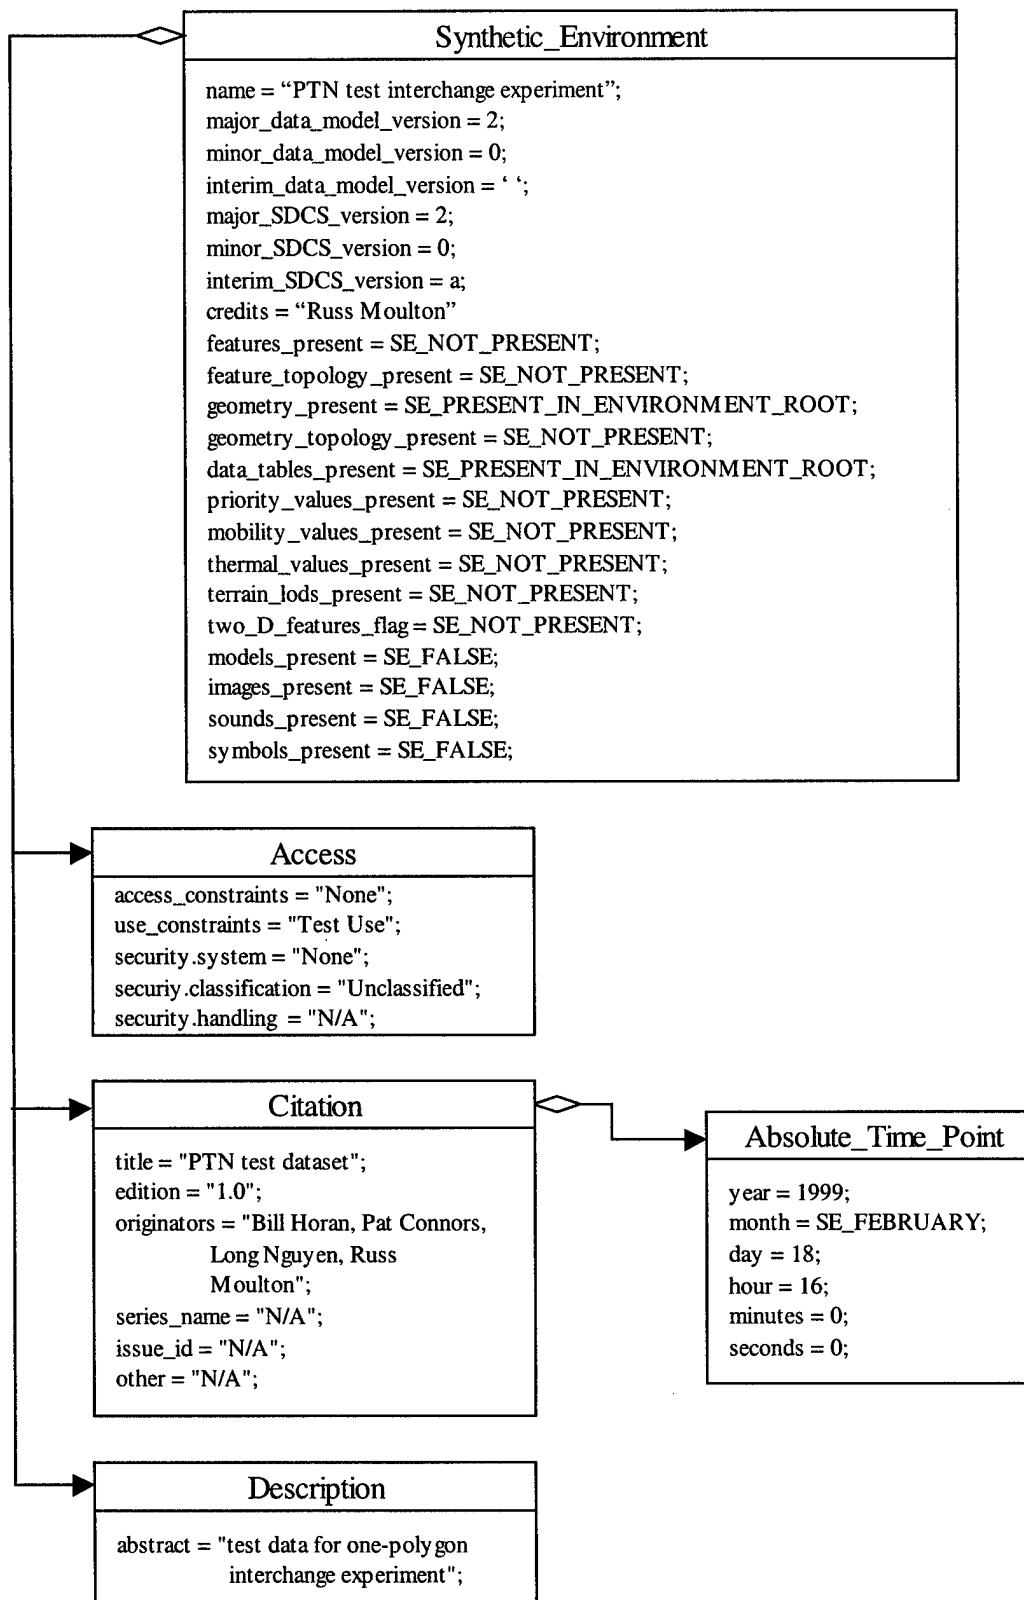 Synthetic_Environment
name = “PTN test interchange experiment”;
major_data_model_version = 2;
minor_data_model_version = 0;
interim_data_model_version = ‘ ‘;
major_SDCS_version = 2;
minor_SDCS_version = 0;
interim_SDCS_version = a;
credits = “Russ Moulton”
features_present = SE_NOT_PRESENT;
feature_topology_present = SE_NOT_PRESENT;
geometry_present = SE_PRESENT_IN_ENVIRONMENT_ROOT;
geometry_topology_present = SE_NOT_PRESENT;
data_tables_present = SE_PRESENT_IN_ENVIRONMENT_ROOT;
priority_values_present = SE_NOT_PRESENT;
mobility_values_present = SE_NOT_PRESENT;
thermal_values_present = SE_NOT_PRESENT;
terrain_lods_present = SE_NOT_PRESENT;
two_D_features_flag = SE_NOT_PRESENT;
models_present = SE_FALSE;
images_present = SE_FALSE;
sounds_present = SE_FALSE;
symbols_present = SE_FALSE;
Access
access_constraints = "None";
use_constraints = "Test Use";
security.system = "None";
securiy.classification = "Unclassified";
security.handling = "N/A";
Citation
title = "PTN test dataset";
edition = "1.0";
originators = "Bill Horan, Pat Connors,
Long Nguyen, Russ
Moulton";
series_name = "N/A";
issue_id = "N/A";
other = "N/A";
Absolute_Time_Point
year = 1999;
month = SE_FEBRUARY;
day = 18;
hour = 16;
minutes = 0;
seconds = 0;
Description
abstract = "test data for one-polygon
interchange experiment";